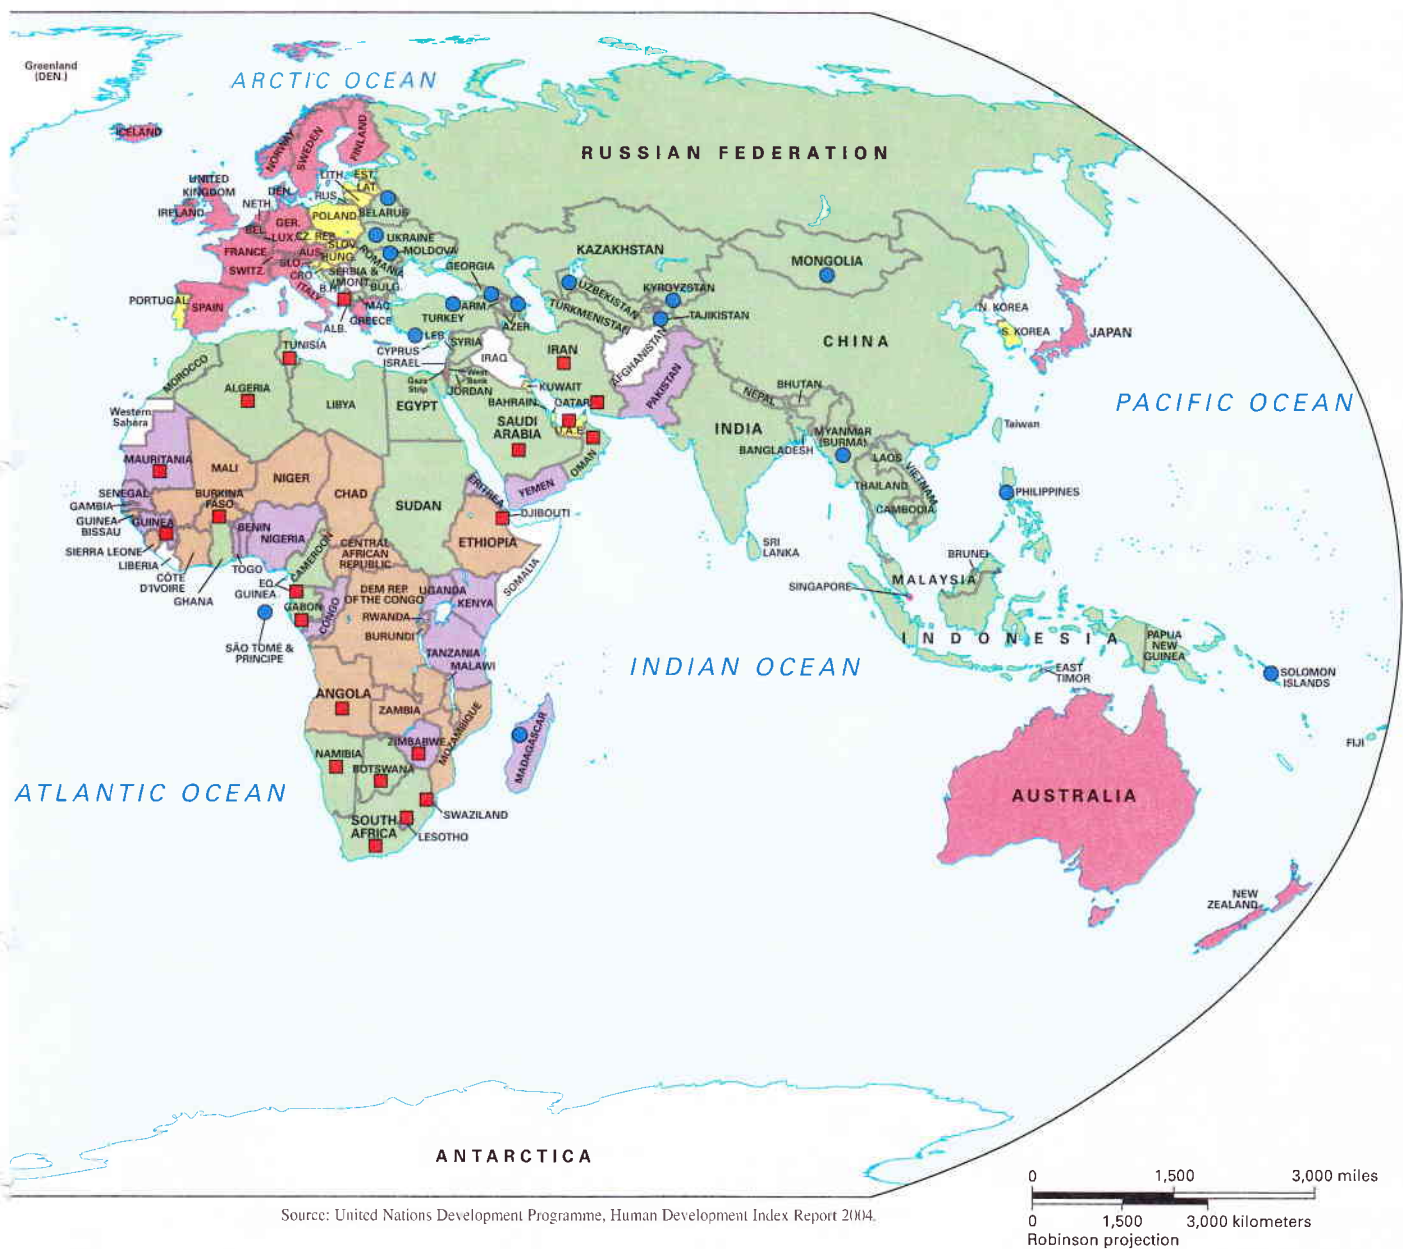 Greenland
(DEN.)
ARCTIC OCEAN
ICELAND
NORWAY
SWEDEN
FINLAND
RUSSIAN FEDERATION
UNITED
KINGDOM
IRELAND
DEN.
NETH.
LITH.
EST.
LAT.
RUS.
BELARUS
POLAND
GER.
BEL.
LUX.
CZ. REP.
SLOV.
UKRAINE
MOLDOVA
FRANCE
AUS.
HUNG.
ROMANIA
SWITZ.
SLO.
CRO.
SERBIA &
MONT.
B.H.
BULG.
ITALY
MAC.
ALB.
GREECE
PORTUGAL
SPAIN
GEORGIA
ARM.
AZER.
TURKEY
CYPRUS
LEB.
SYRIA
ISRAEL
IRAQ
West
Bank
Gaza
Strip
JORDAN
KAZAKHSTAN
UZBEKISTAN
TURKMENISTAN
KYRGYZSTAN
TAJIKISTAN
MONGOLIA
CHINA
N. KOREA
S. KOREA
JAPAN
IRAN
AFGHANISTAN
PAKISTAN
KUWAIT
BAHRAIN
QATAR
U.A.E.
SAUDI
ARABIA
OMAN
YEMEN
NEPAL
BHUTAN
INDIA
BANGLADESH
MYANMAR
(BURMA)
LAOS
VIETNAM
THAILAND
CAMBODIA
Taiwan
PACIFIC OCEAN
PHILIPPINES
SRI
LANKA
BRUNEI
MALAYSIA
SINGAPORE
INDONESIA
PAPUA
NEW
GUINEA
EAST
TIMOR
SOLOMON
ISLANDS
FIJI
TUNISIA
MOROCCO
ALGERIA
LIBYA
EGYPT
Western
Sahara
MAURITANIA
MALI
NIGER
CHAD
SUDAN
ERITREA
DJIBOUTI
SENEGAL
GAMBIA
GUINEA
BISSAU
GUINEA
SIERRA LEONE
LIBERIA
CÔTE
D'IVOIRE
BURKINA
FASO
GHANA
TOGO
BENIN
NIGERIA
CAMEROON
CENTRAL
AFRICAN
REPUBLIC
ETHIOPIA
SOMALIA
EQ.
GUINEA
GABON
CONGO
SÃO TOMÉ &
PRINCIPE
DEM REP.
OF THE CONGO
UGANDA
KENYA
RWANDA
BURUNDI
TANZANIA
MALAWI
ANGOLA
ZAMBIA
MOZAMBIQUE
ZIMBABWE
MADAGASCAR
NAMIBIA
BOTSWANA
SOUTH
AFRICA
SWAZILAND
LESOTHO
INDIAN OCEAN
ATLANTIC OCEAN
AUSTRALIA
NEW
ZEALAND
ANTARCTICA
0 1,500 3,000 miles
0 1,500 3,000 kilometers
Robinson projection
Source: United Nations Development Programme, Human Development Index Report 2004.